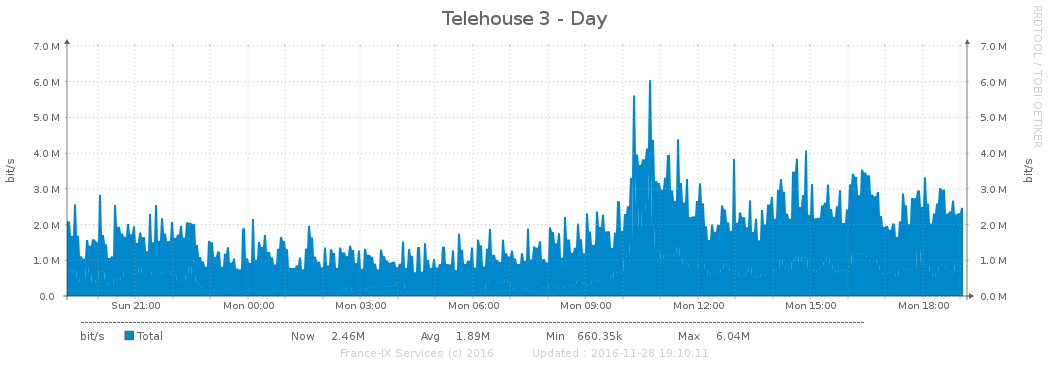 Telehouse 3 - Day
RRDTOOL / TOBI OETIKER
bit/s
bit/s
7.0 M 7.0 M
6.0 M 6.0 M
5.0 M 5.0 M
4.0 M 4.0 M
3.0 M 3.0 M
2.0 M 2.0 M
1.0 M 1.0 M
0.0 0.0 M
Sun 21:00 Mon 00:00 Mon 03:00 Mon 06:00 Mon 09:00 Mon 12:00 Mon 15:00 Mon 18:00
bit/s Total Now 2.46M Avg 1.89M Min 660.35k Max 6.04M
France-IX Services (c) 2016 Updated : 2016-11-28 19:10:11